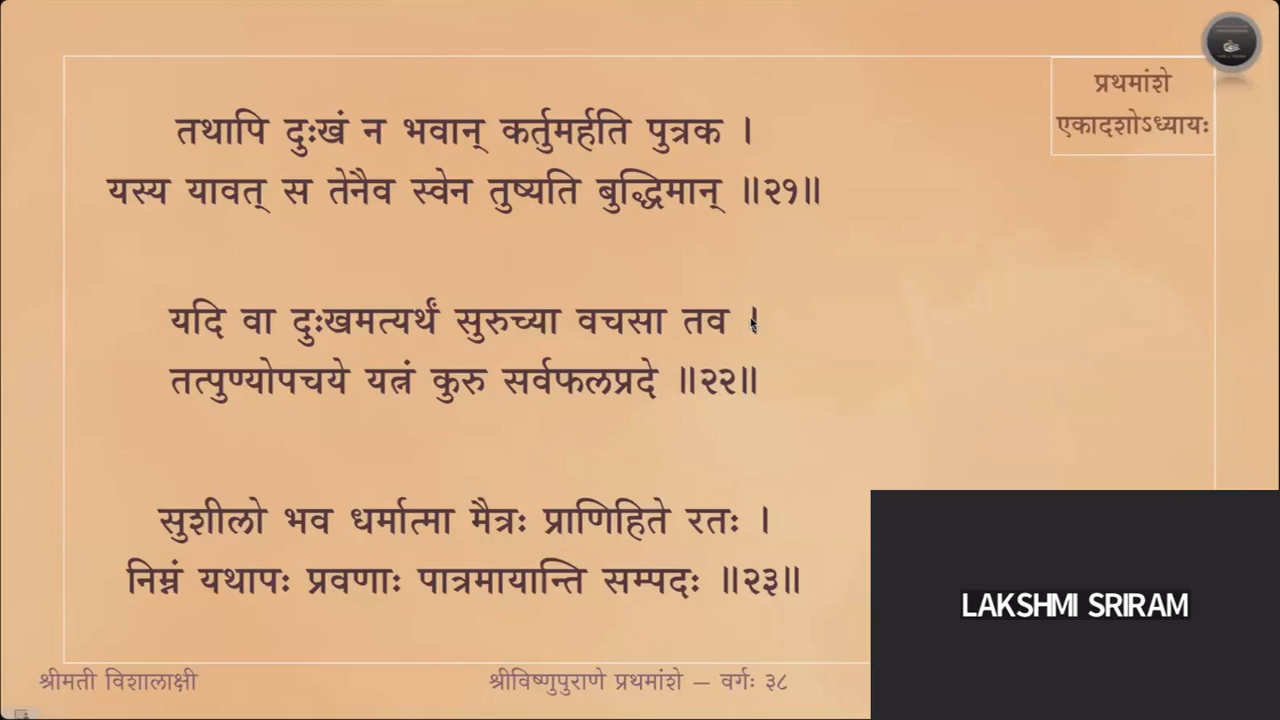 प्रथमांशे
एकादशोऽध्यायः
तथापि दुःखं न भवान् कर्तुमर्हति पुत्रक ।
यस्य यावत् स तेनैव स्वेन तुष्यति बुद्धिमान् ॥२१॥
यदि वा दुःखमत्यर्थं सुरुच्या वचसा तव ।
तत्पुण्योपचये यत्नं कुरु सर्वफलप्रदे ॥२२॥
सुशीलो भव धर्मात्मा मैत्रः प्राणिहिते रतः ।
निम्नं यथापः प्रवणाः पात्रमायान्ति सम्पदः ॥२३॥
LAKSHMI SRIRAM
श्रीमती विशालाक्षी
श्रीविष्णुपुराणे प्रथमांशे – वर्गः ३८